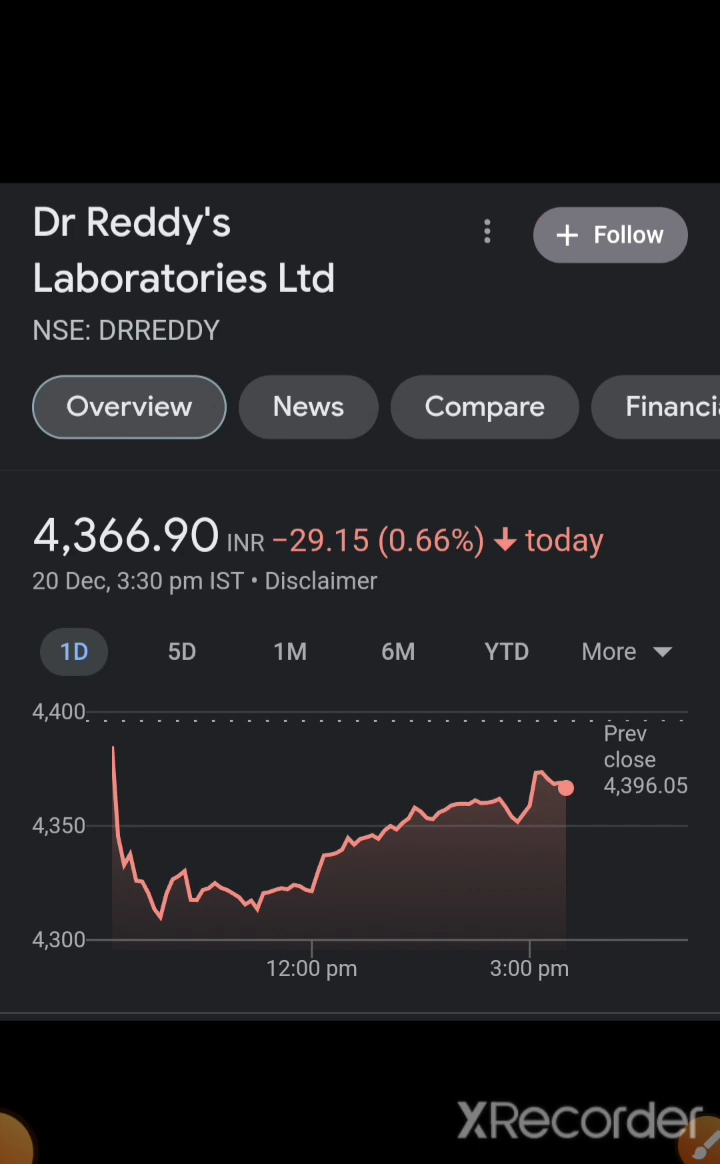 Dr Reddy's
Laboratories Ltd
+ Follow
NSE: DRREDDY
Overview News Compare Financi
4,366.90 INR −29.15 (0.66%) ↓ today
20 Dec, 3:30 pm IST • Disclaimer
1D 5D 1M 6M YTD More
4,400
Prev
close
4,396.05
4,350
4,300
12:00 pm 3:00 pm
XRecorder